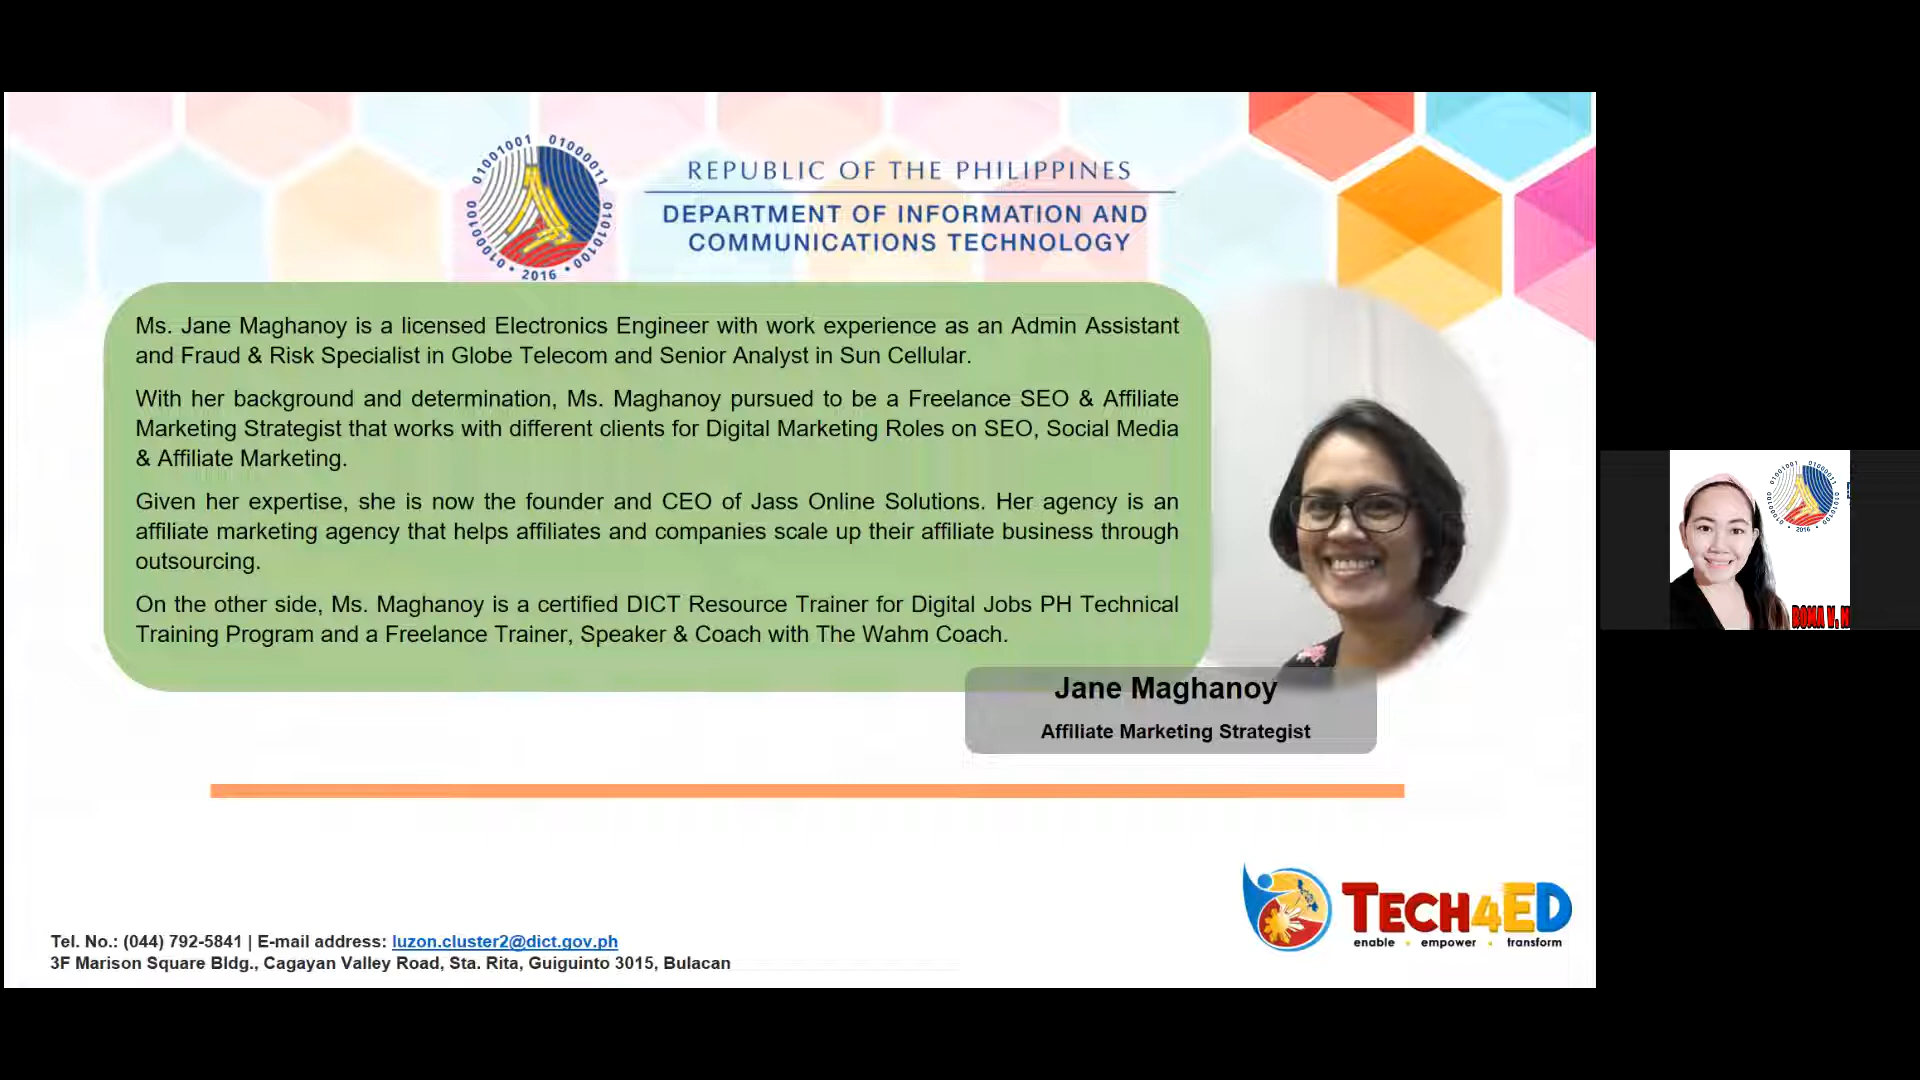 01001001 01000011 01010100 01000010
2016
REPUBLIC OF THE PHILIPPINES
DEPARTMENT OF INFORMATION AND
COMMUNICATIONS TECHNOLOGY
Ms. Jane Maghanoy is a licensed Electronics Engineer with work experience as an Admin Assistant
and Fraud & Risk Specialist in Globe Telecom and Senior Analyst in Sun Cellular.
With her background and determination, Ms. Maghanoy pursued to be a Freelance SEO & Affiliate
Marketing Strategist that works with different clients for Digital Marketing Roles on SEO, Social Media
& Affiliate Marketing.
Given her expertise, she is now the founder and CEO of Jass Online Solutions. Her agency is an
affiliate marketing agency that helps affiliates and companies scale up their affiliate business through
outsourcing.
On the other side, Ms. Maghanoy is a certified DICT Resource Trainer for Digital Jobs PH Technical
Training Program and a Freelance Trainer, Speaker & Coach with The Wahm Coach.
Jane Maghanoy
Affiliate Marketing Strategist
TECH4ED
enable • empower • transform
Tel. No.: (044) 792-5841 | E-mail address: luzon.cluster2@dict.gov.ph
3F Marison Square Bldg., Cagayan Valley Road, Sta. Rita, Guiguinto 3015, Bulacan
2016